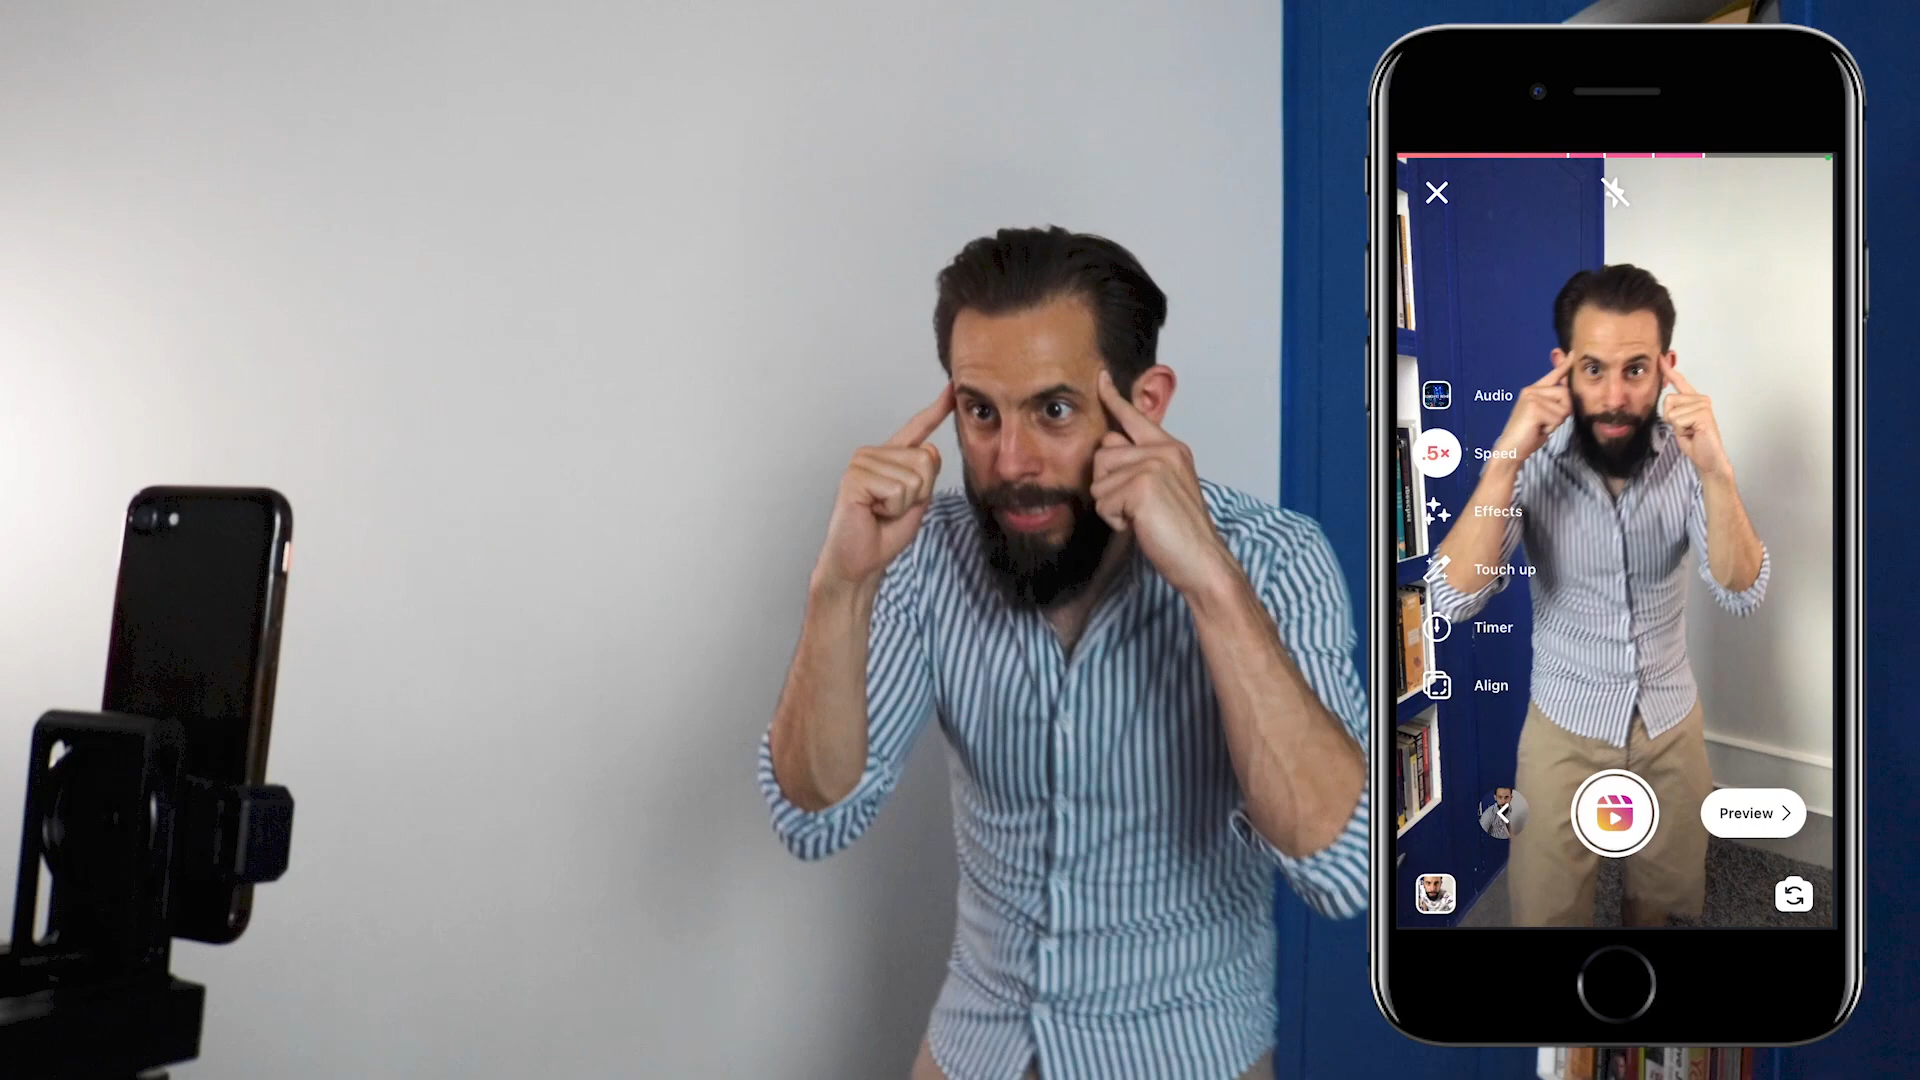 Audio
.5×
Speed
Effects
Touch up
Timer
Align
Preview